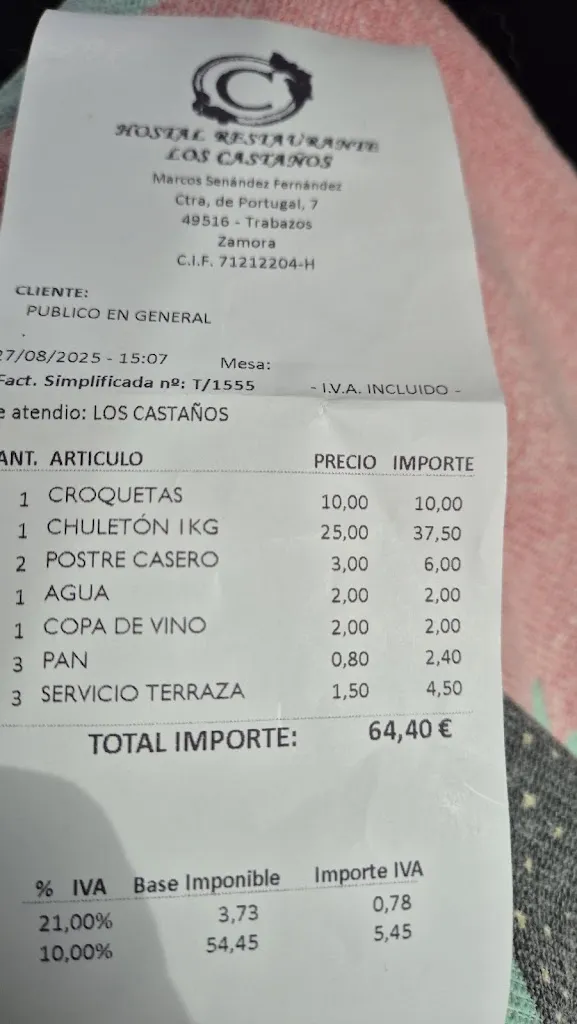 C
HOSTAL RESTAURANTE
LOS CASTAÑOS
Marcos Senández Fernández
Ctra, de Portugal, 7
49516 - Trabazos
Zamora
C.I.F. 71212204-H
CLIENTE:
PUBLICO EN GENERAL
.
27/08/2025 - 15:07 Mesa:
Fact. Simplificada nº: T/1555 - I.V.A. INCLUIDO -
e atendio: LOS CASTAÑOS
ANT. ARTICULO PRECIO IMPORTE
1 CROQUETAS 10,00 10,00
1 CHULETÓN 1KG 25,00 37,50
2 POSTRE CASERO 3,00 6,00
1 AGUA 2,00 2,00
1 COPA DE VINO 2,00 2,00
3 PAN 0,80 2,40
3 SERVICIO TERRAZA 1,50 4,50
TOTAL IMPORTE: 64,40 €
% IVA Base Imponible Importe IVA
21,00% 3,73 0,78
10,00% 54,45 5,45